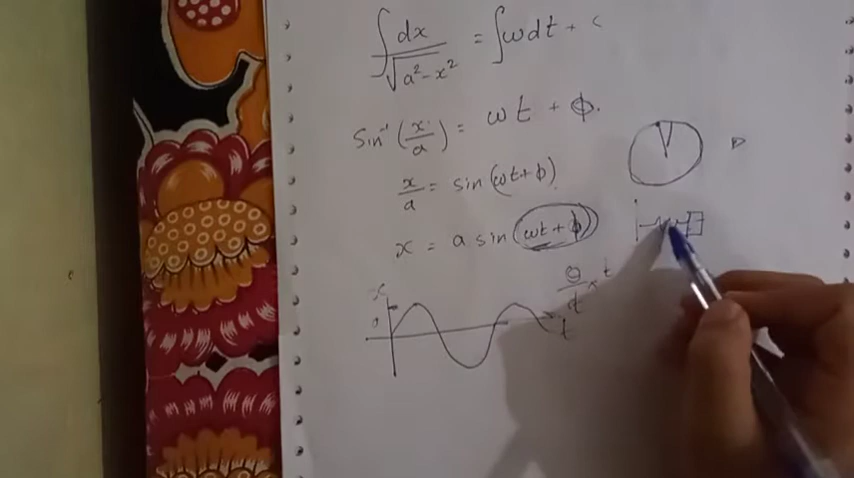 ∫ dx / √(a² - x²) = ∫ωdt + c
Sin⁻¹(x/a) = ωt + ϕ.
x/a = sin(ωt+ϕ)
x = a sin(ωt+ϕ)
θ/t × t
x
t